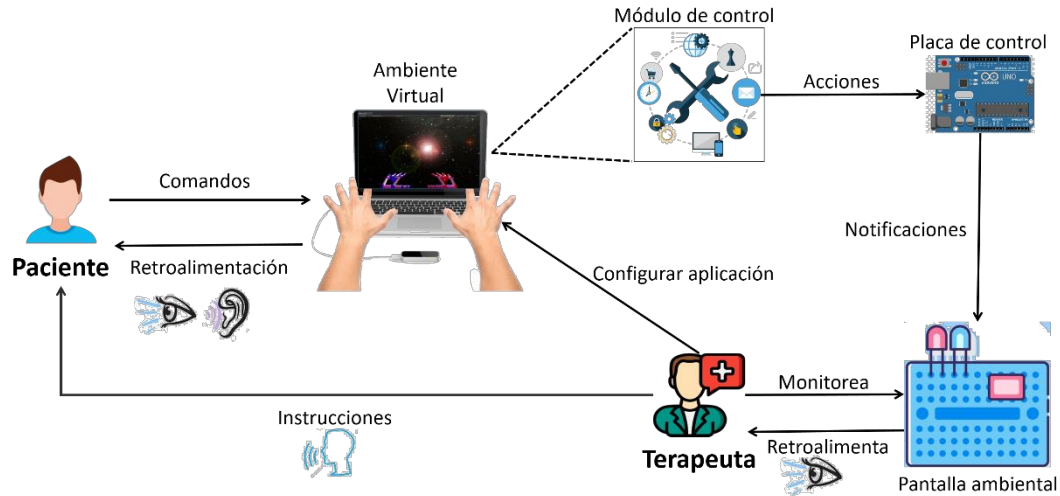 Módulo de control
Placa de control
Ambiente
Virtual
Acciones
UNO
Comandos
Paciente
Retroalimentación
Notificaciones
Configurar aplicación
Monitorea
Instrucciones
Terapeuta
Retroalimenta
Pantalla ambiental